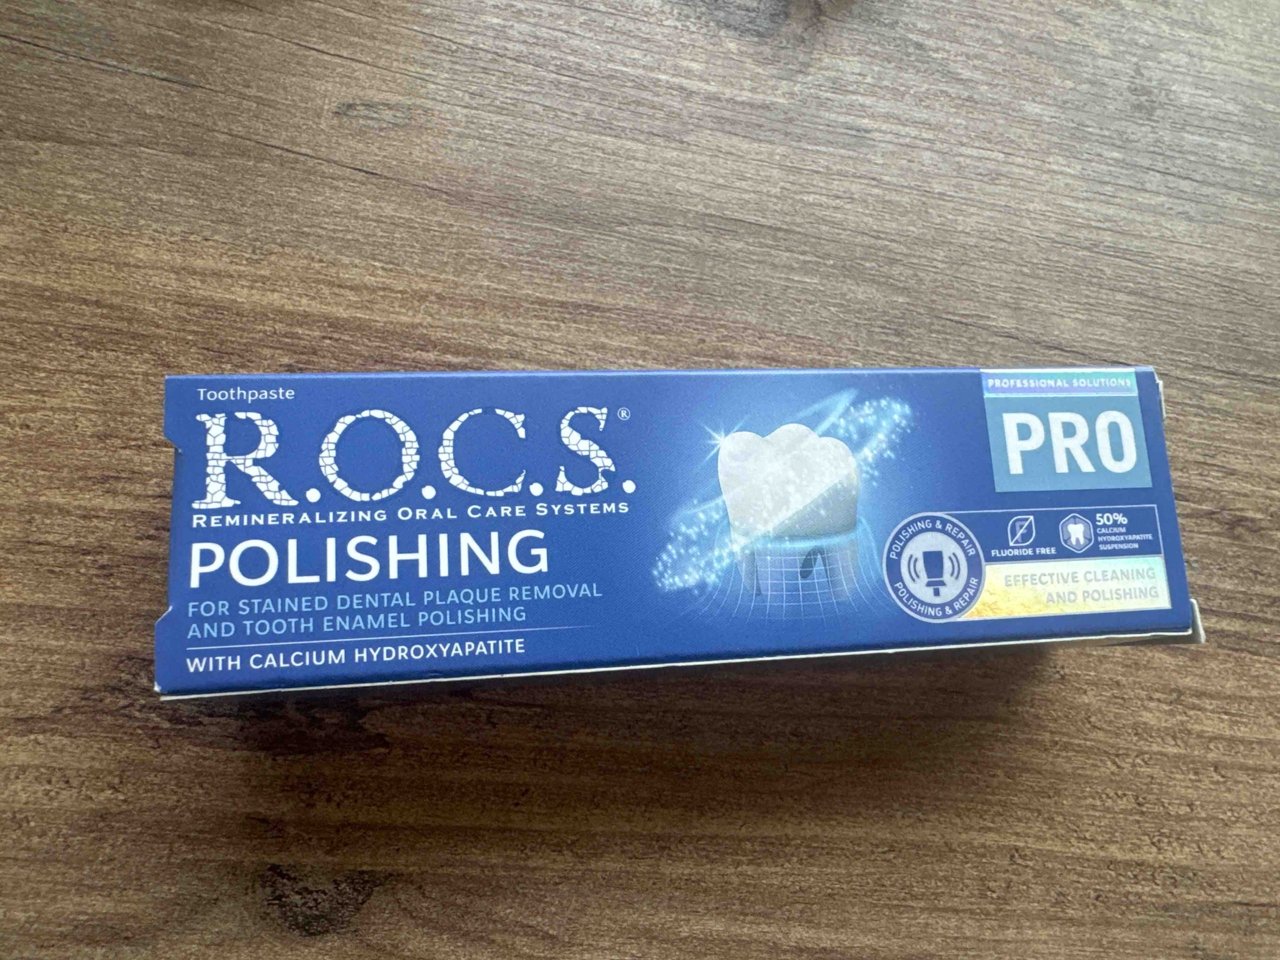 Toothpaste
R.O.C.S.®
REMINERALIZING ORAL CARE SYSTEMS
POLISHING
FOR STAINED DENTAL PLAQUE REMOVAL
AND TOOTH ENAMEL POLISHING
WITH CALCIUM HYDROXYAPATITE
PROFESSIONAL SOLUTIONS
PRO
POLISHING & REPAIR
POLISHING & REPAIR
FLUORIDE FREE
50%
CALCIUM
HYDROXYAPATITE
SUSPENSION
EFFECTIVE CLEANING
AND POLISHING